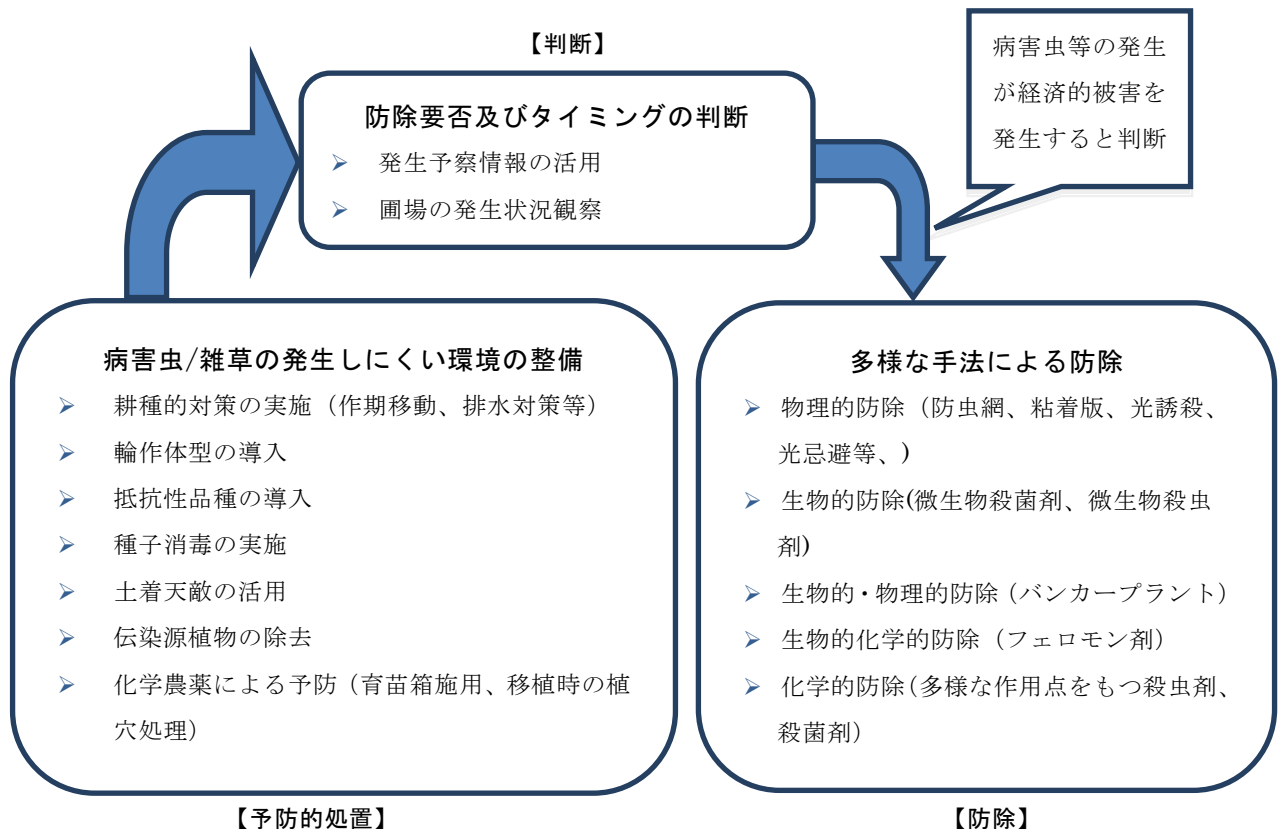 【判断】
防除要否及びタイミングの判断
➢ 発生予察情報の活用
➢ 圃場の発生状況観察
病害虫等の発生
が経済的被害を
発生すると判断
病害虫/雑草の発生しにくい環境の整備
➢ 耕種的対策の実施（作期移動、排水対策等）
➢ 輪作体型の導入
➢ 抵抗性品種の導入
➢ 種子消毒の実施
➢ 土着天敵の活用
➢ 伝染源植物の除去
➢ 化学農薬による予防（育苗箱施用、移植時の植
穴処理）
【予防的処置】
多様な手法による防除
➢ 物理的防除（防虫網、粘着版、光誘殺、
光忌避等、)
➢ 生物的防除(微生物殺菌剤、微生物殺虫
剤)
➢ 生物的・物理的防除（バンカープラント）
➢ 生物的化学的防除（フェロモン剤）
➢ 化学的防除(多様な作用点をもつ殺虫剤、
殺菌剤）
【防除】